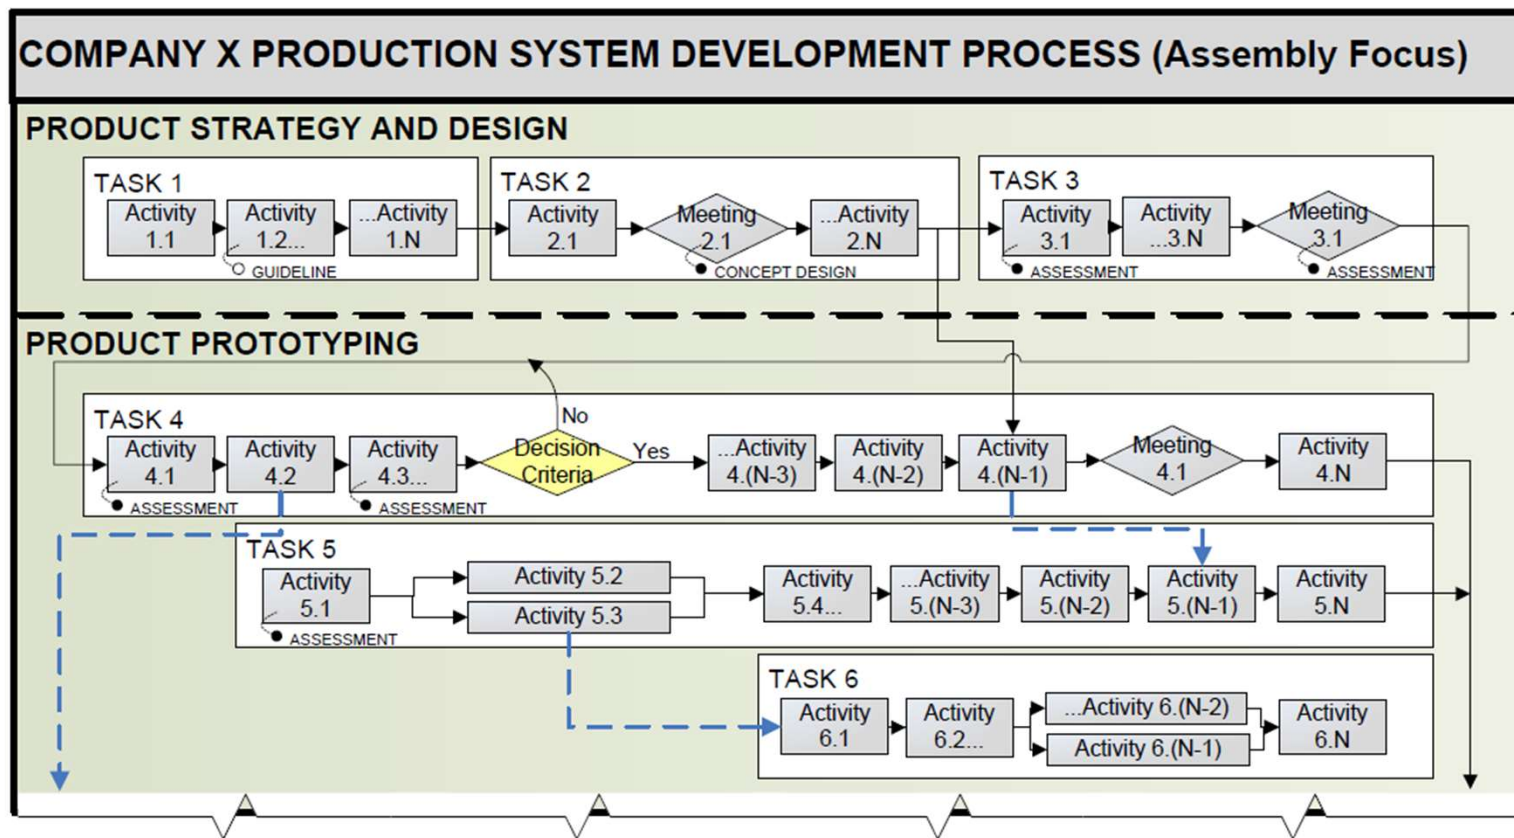 COMPANY X PRODUCTION SYSTEM DEVELOPMENT PROCESS (Assembly Focus)
PRODUCT STRATEGY AND DESIGN
TASK 1
Activity
1.1
Activity
1.2...
...Activity
1.N
GUIDELINE
TASK 2
Activity
2.1
Meeting
2.1
...Activity
2.N
CONCEPT DESIGN
TASK 3
Activity
3.1
Activity
...3.N
Meeting
3.1
ASSESSMENT
ASSESSMENT
PRODUCT PROTOTYPING
TASK 4
Activity
4.1
Activity
4.2
Activity
4.3...
Decision
Criteria
No
Yes
...Activity
4.(N-3)
Activity
4.(N-2)
Activity
4.(N-1)
Meeting
4.1
Activity
4.N
ASSESSMENT
ASSESSMENT
TASK 5
Activity
5.1
Activity 5.2
Activity 5.3
Activity
5.4...
...Activity
5.(N-3)
Activity
5.(N-2)
Activity
5.(N-1)
Activity
5.N
ASSESSMENT
TASK 6
Activity
6.1
Activity
6.2...
...Activity 6.(N-2)
Activity 6.(N-1)
Activity
6.N